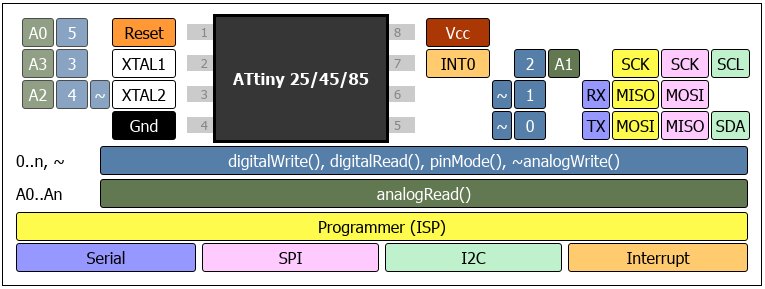 A0 5 Reset 1 8 Vcc
A3 3 XTAL1 2 ATtiny 25/45/85 7 INT0 2 A1 SCK SCK SCL
A2 4 ~ XTAL2 3 6 ~ 1 RX MISO MOSI
Gnd 4 5 ~ 0 TX MOSI MISO SDA
0..n, ~ digitalWrite(), digitalRead(), pinMode(), ~analogWrite()
A0..An analogRead()
Programmer (ISP)
Serial SPI I2C Interrupt